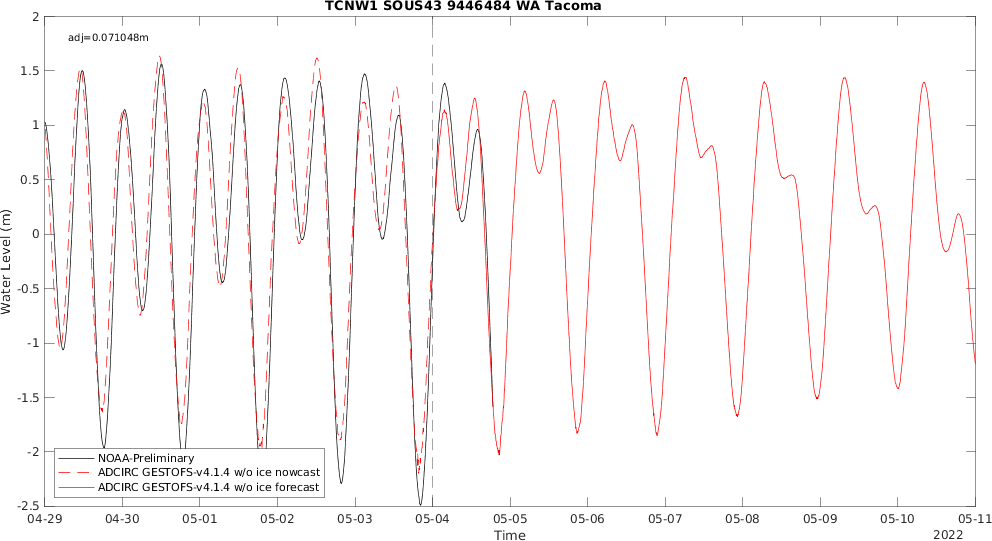 TCNW1 SOUS43 9446484 WA Tacoma
adj=0.071048m
2
1.5
1
0.5
0
-0.5
-1
-1.5
-2
-2.5
Water Level (m)
NOAA-Preliminary
ADCIRC GESTOFS-v4.1.4 w/o ice nowcast
ADCIRC GESTOFS-v4.1.4 w/o ice forecast
04-29 04-30 05-01 05-02 05-03 05-04 05-05 05-06 05-07 05-08 05-09 05-10 05-11
Time
2022